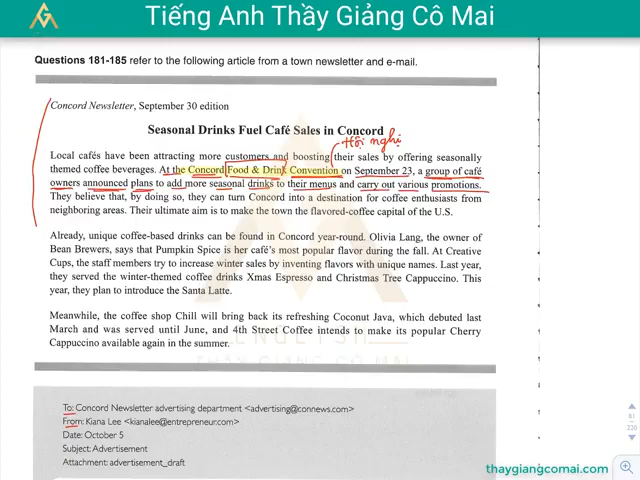 Tiếng Anh Thầy Giảng Cô Mai
Questions 181-185 refer to the following article from a town newsletter and e-mail.
Concord Newsletter, September 30 edition
Seasonal Drinks Fuel Café Sales in Concord
Hội nghị
Local cafés have been attracting more customers and boosting their sales by offering seasonally
themed coffee beverages. At the Concord Food & Drink Convention on September 23, a group of café
owners announced plans to add more seasonal drinks to their menus and carry out various promotions.
They believe that, by doing so, they can turn Concord into a destination for coffee enthusiasts from
neighboring areas. Their ultimate aim is to make the town the flavored-coffee capital of the U.S.
Already, unique coffee-based drinks can be found in Concord year-round. Olivia Lang, the owner of
Bean Brewers, says that Pumpkin Spice is her café's most popular flavor during the fall. At Creative
Cups, the staff members try to increase winter sales by inventing flavors with unique names. Last year,
they served the winter-themed coffee drinks Xmas Espresso and Christmas Tree Cappuccino. This
year, they plan to introduce the Santa Latte.
Meanwhile, the coffee shop Chill will bring back its refreshing Coconut Java, which debuted last
March and was served until June, and 4th Street Coffee intends to make its popular Cherry
Cappuccino available again in the summer.
ENGLISH
THẦY GIẢNG CÔ MAI
To: Concord Newsletter advertising department <advertising@connews.com>
From: Kiana Lee <kianalee@entrepreneur.com>
Date: October 5
Subject: Advertisement
Attachment: advertisement_draft
81
220
thaygiangcomai.com